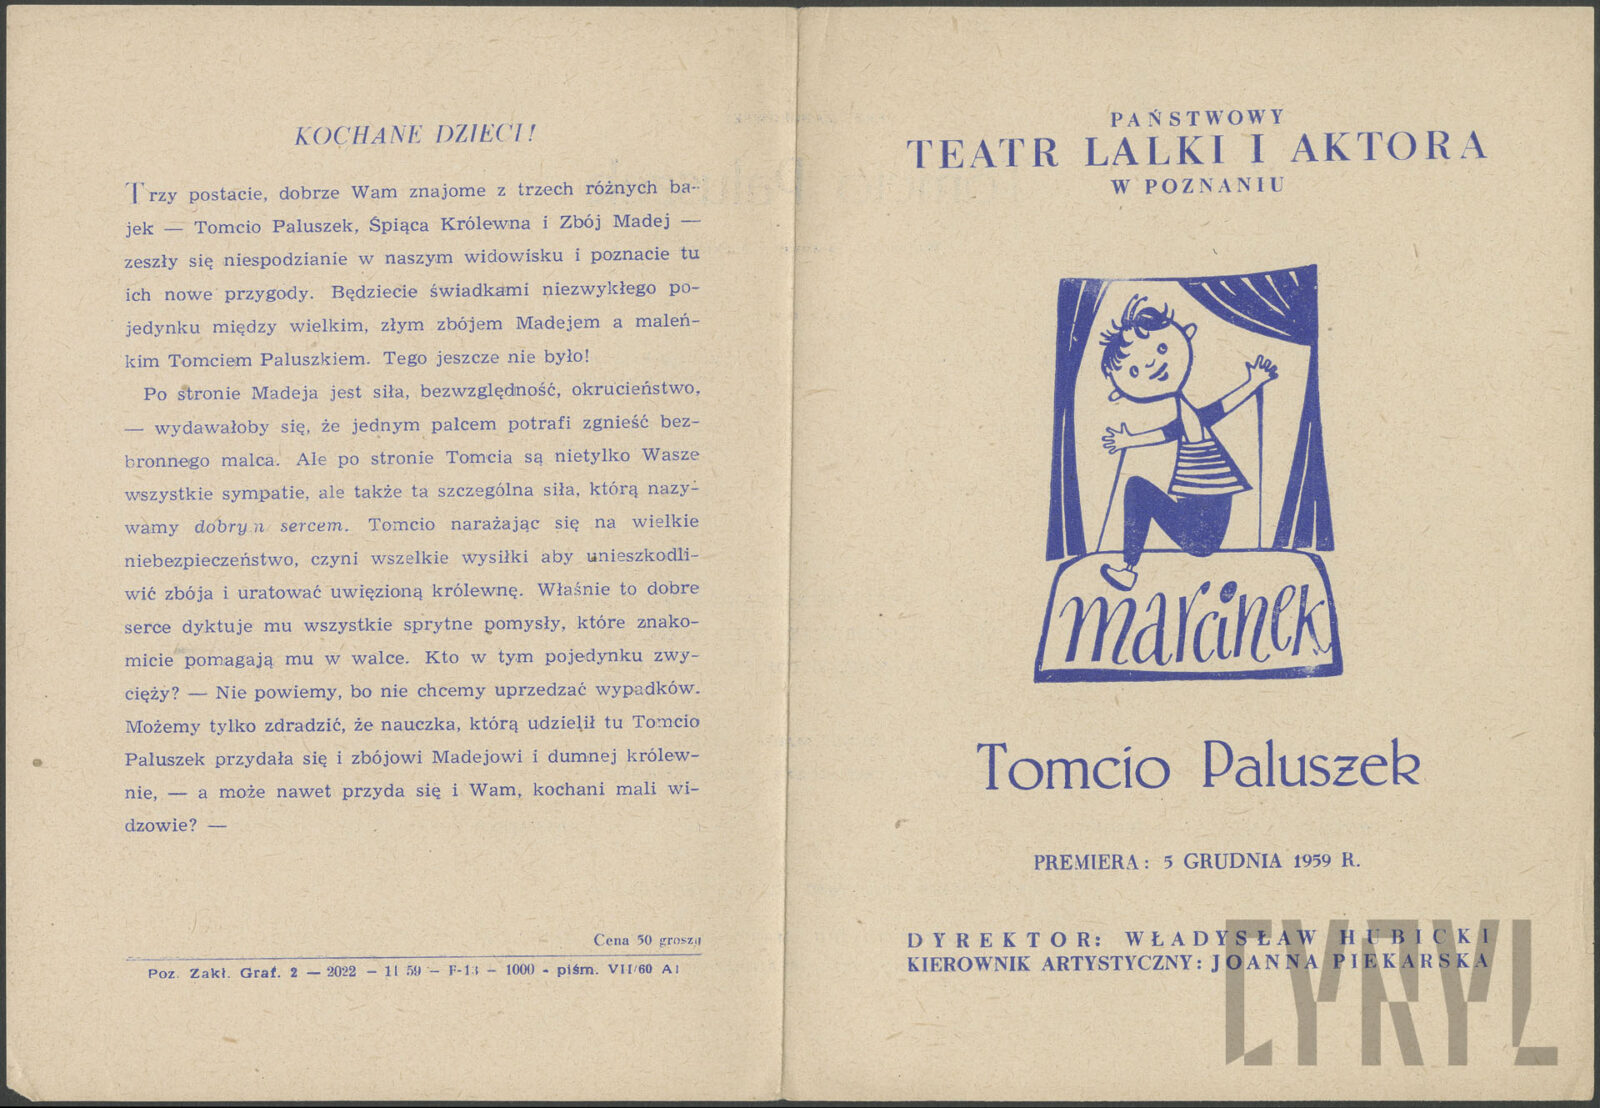 KOCHANE DZIECI!
Trzy postacie, dobrze Wam znajome z trzech różnych ba-
jek — Tomcio Paluszek, Śpiąca Królewna i Zbój Madej —
zeszły się niespodzianie w naszym widowisku i poznacie tu
ich nowe przygody. Będziecie świadkami niezwykłego po-
jedynku między wielkim, złym zbójem Madejem a maleń-
kim Tomciem Paluszkiem. Tego jeszcze nie było!
Po stronie Madeja jest siła, bezwzględność, okrucieństwo,
— wydawałoby się, że jednym palcem potrafi zgnieść bez-
bronnego malca. Ale po stronie Tomcia są nietylko Wasze
wszystkie sympatie, ale także ta szczególna siła, którą nazy-
wamy dobrym sercem. Tomcio narażając się na wielkie
niebezpieczeństwo, czyni wszelkie wysiłki aby unieszkodli-
wić zbója i uratować uwięzioną królewnę. Właśnie to dobre
serce dyktuje mu wszystkie sprytne pomysły, które znako-
micie pomagają mu w walce. Kto w tym pojedynku zwy-
cięży? — Nie powiemy, bo nie chcemy uprzedzać wypadków.
Możemy tylko zdradzić, że nauczka, którą udzielił tu Tomcio
Paluszek przydała się i zbójowi Madejowi i dumnej królew-
nie, — a może nawet przyda się i Wam, kochani mali wi-
dzowie? —
Cena 50 groszy
Poz. Zakł. Graf. 2 — 2022 — 11 59 — F-13 — 1000 - piśm. VII/60 A1
PAŃSTWOWY
TEATR LALKI I AKTORA
W POZNANIU
marcinek
Tomcio Paluszek
PREMIERA: 5 GRUDNIA 1959 R.
DYREKTOR: WŁADYSŁAW HUBICKI
KIEROWNIK ARTYSTYCZNY: JOANNA PIEKARSKA
CYRYL